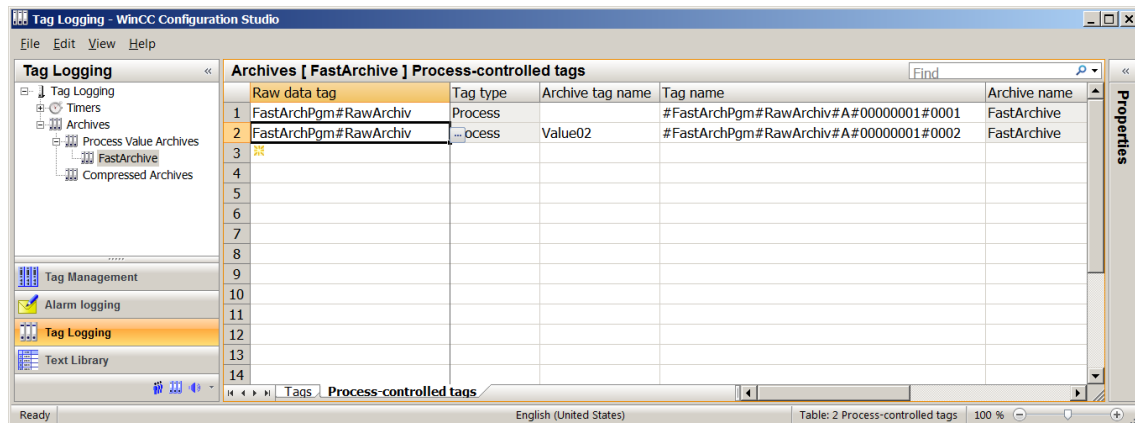 Tag Logging - WinCC Configuration Studio
File Edit View Help
Tag Logging «
Tag Logging
Timers
Archives
Process Value Archives
FastArchive
Compressed Archives
Tag Management
Alarm logging
Tag Logging
Text Library
Archives [ FastArchive ] Process-controlled tags
Find
Raw data tag Tag type Archive tag name Tag name Archive name
1 FastArchPgm#RawArchiv Process #FastArchPgm#RawArchiv#A#00000001#0001 FastArchive
2 FastArchPgm#RawArchiv ... ocess Value02 #FastArchPgm#RawArchiv#A#00000001#0002 FastArchive
3
4
5
6
7
8
9
10
11
12
13
14
Tags Process-controlled tags
«
Properties
Ready English (United States) Table: 2 Process-controlled tags 100 %